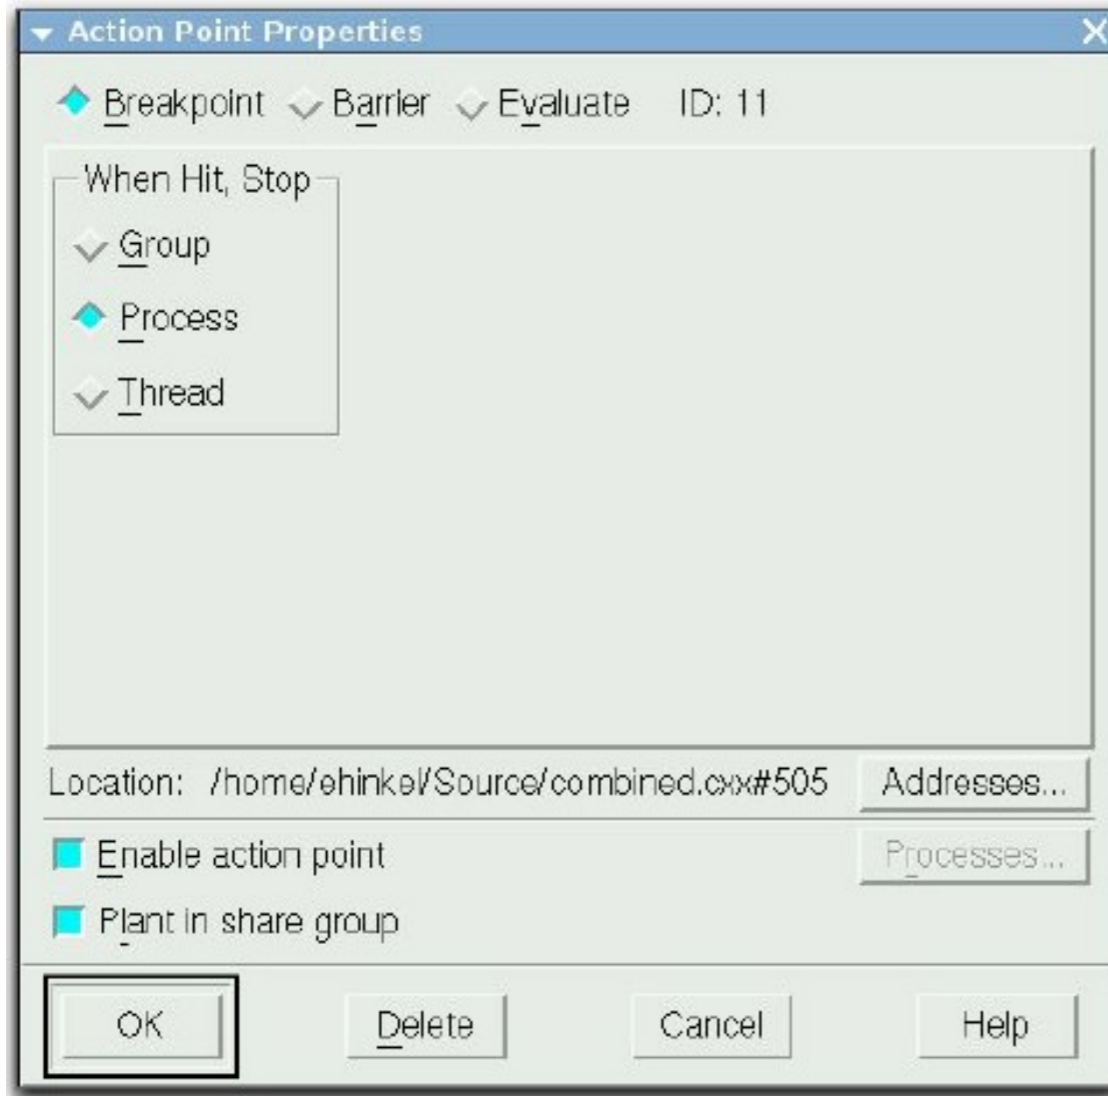 Action Point Properties
Breakpoint Barrier Evaluate ID: 11
When Hit, Stop
Group
Process
Thread
Location: /home/ehinkel/Source/combined.cxx#505 Addresses...
Enable action point Processes...
Plant in share group
OK Delete Cancel Help